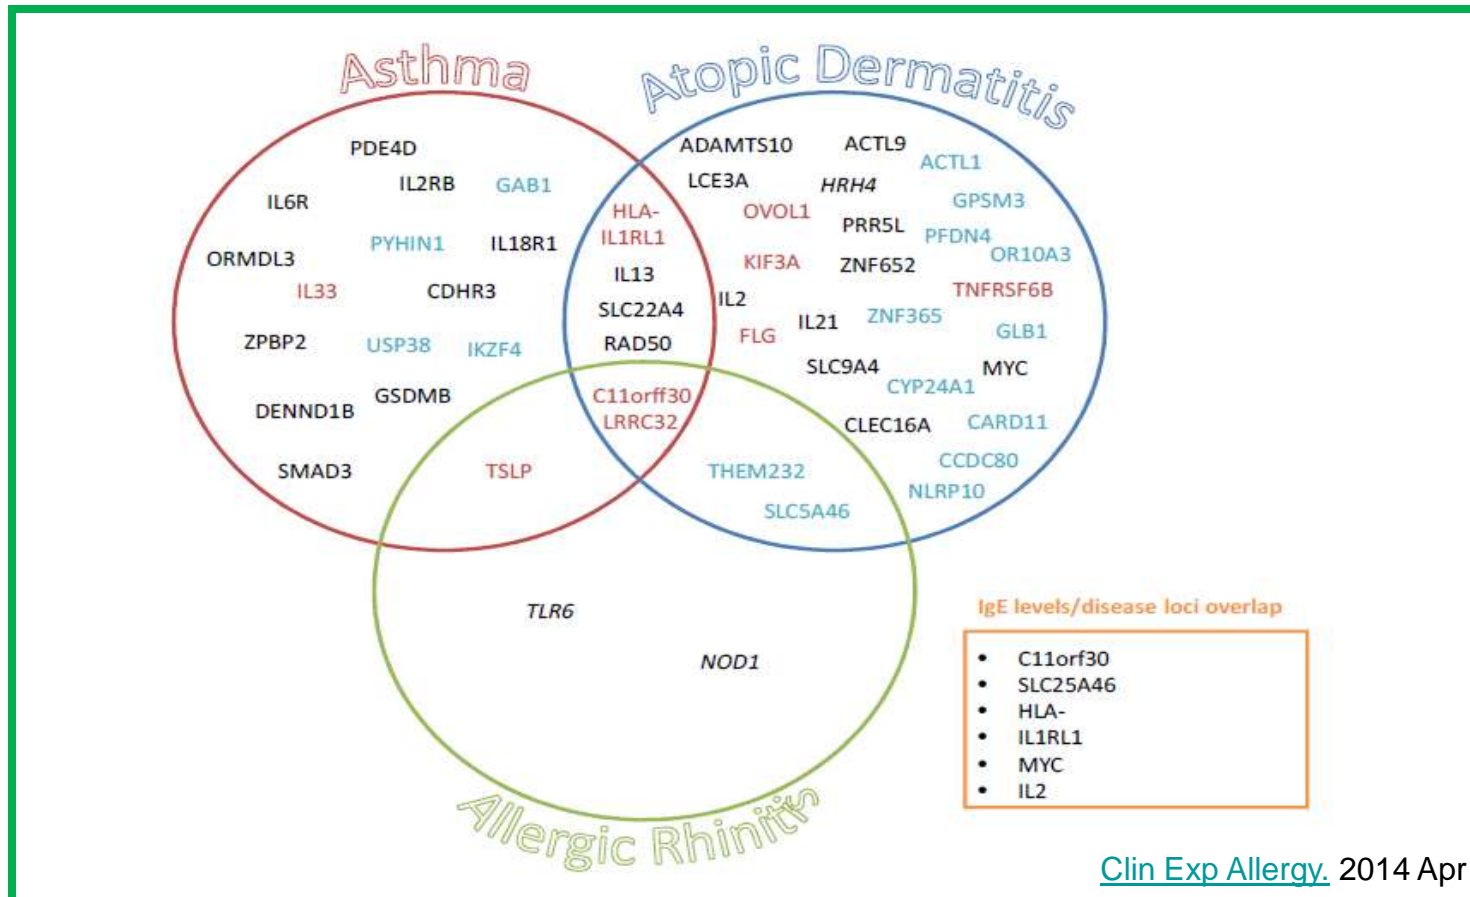 Asthma
Atopic Dermatitis
PDE4D
IL2RB
GAB1
IL6R
PYHIN1
IL18R1
ORMDL3
IL33
CDHR3
ZPBP2
USP38
IKZF4
GSDMB
DENND1B
SMAD3
TSLP
HLA-
IL1RL1
IL13
SLC22A4
RAD50
C11orff30
LRRC32
ADAMTS10
ACTL9
ACTL1
LCE3A
HRH4
GPSM3
OVOL1
PRR5L
PFDN4
OR10A3
KIF3A
ZNF652
TNFRSF6B
IL2
IL21
ZNF365
GLB1
FLG
SLC9A4
MYC
CYP24A1
CLEC16A
CARD11
CCDC80
NLRP10
THEM232
SLC5A46
TLR6
NOD1
Allergic Rhinitis
IgE levels/disease loci overlap
• C11orf30
• SLC25A46
• HLA-
• IL1RL1
• MYC
• IL2
Clin Exp Allergy. 2014 Apr